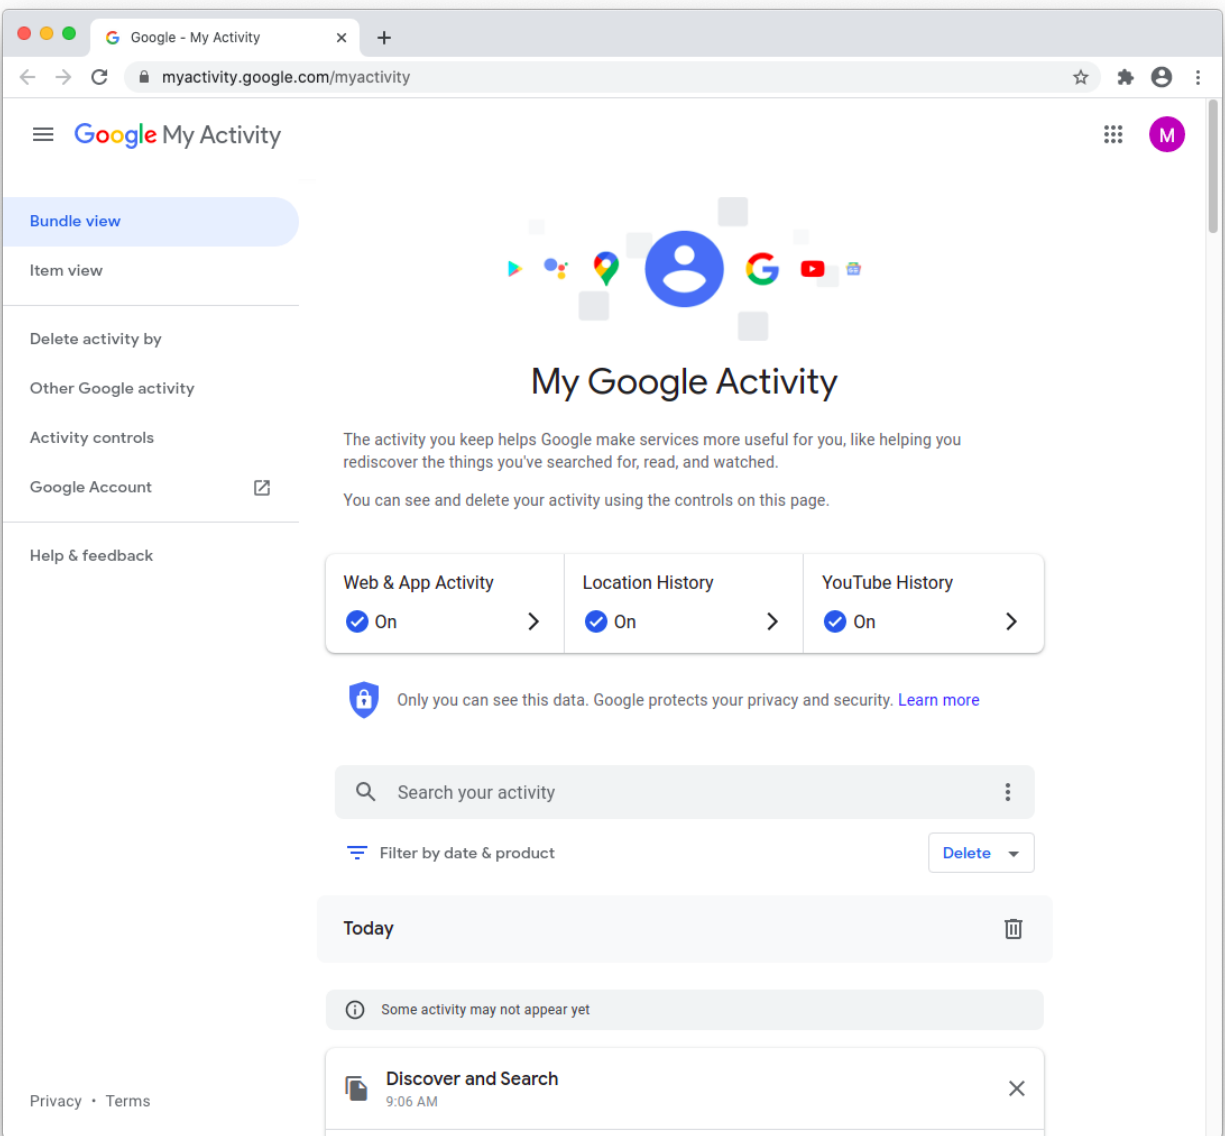 Google - My Activity
myactivity.google.com/myactivity
Google My Activity
M
Bundle view
Item view
Delete activity by
Other Google activity
Activity controls
Google Account
Help & feedback
Privacy • Terms
My Google Activity
The activity you keep helps Google make services more useful for you, like helping you
rediscover the things you've searched for, read, and watched.
You can see and delete your activity using the controls on this page.
Web & App Activity
On
Location History
On
YouTube History
On
Only you can see this data. Google protects your privacy and security. Learn more
Search your activity
Filter by date & product
Delete
Today
Some activity may not appear yet
Discover and Search
9:06 AM